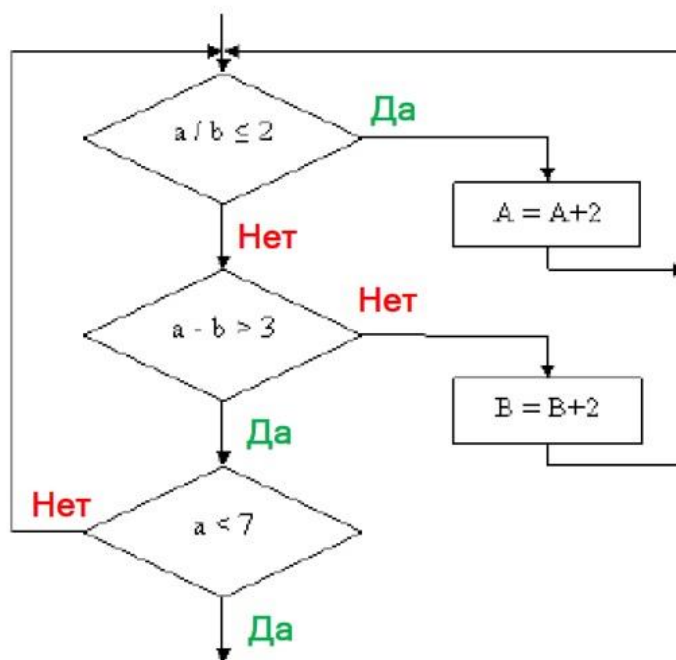 a / b ≤ 2
Да
A = A+2
Нет
a - b > 3
Нет
B = B+2
Да
Нет
a < 7
Да